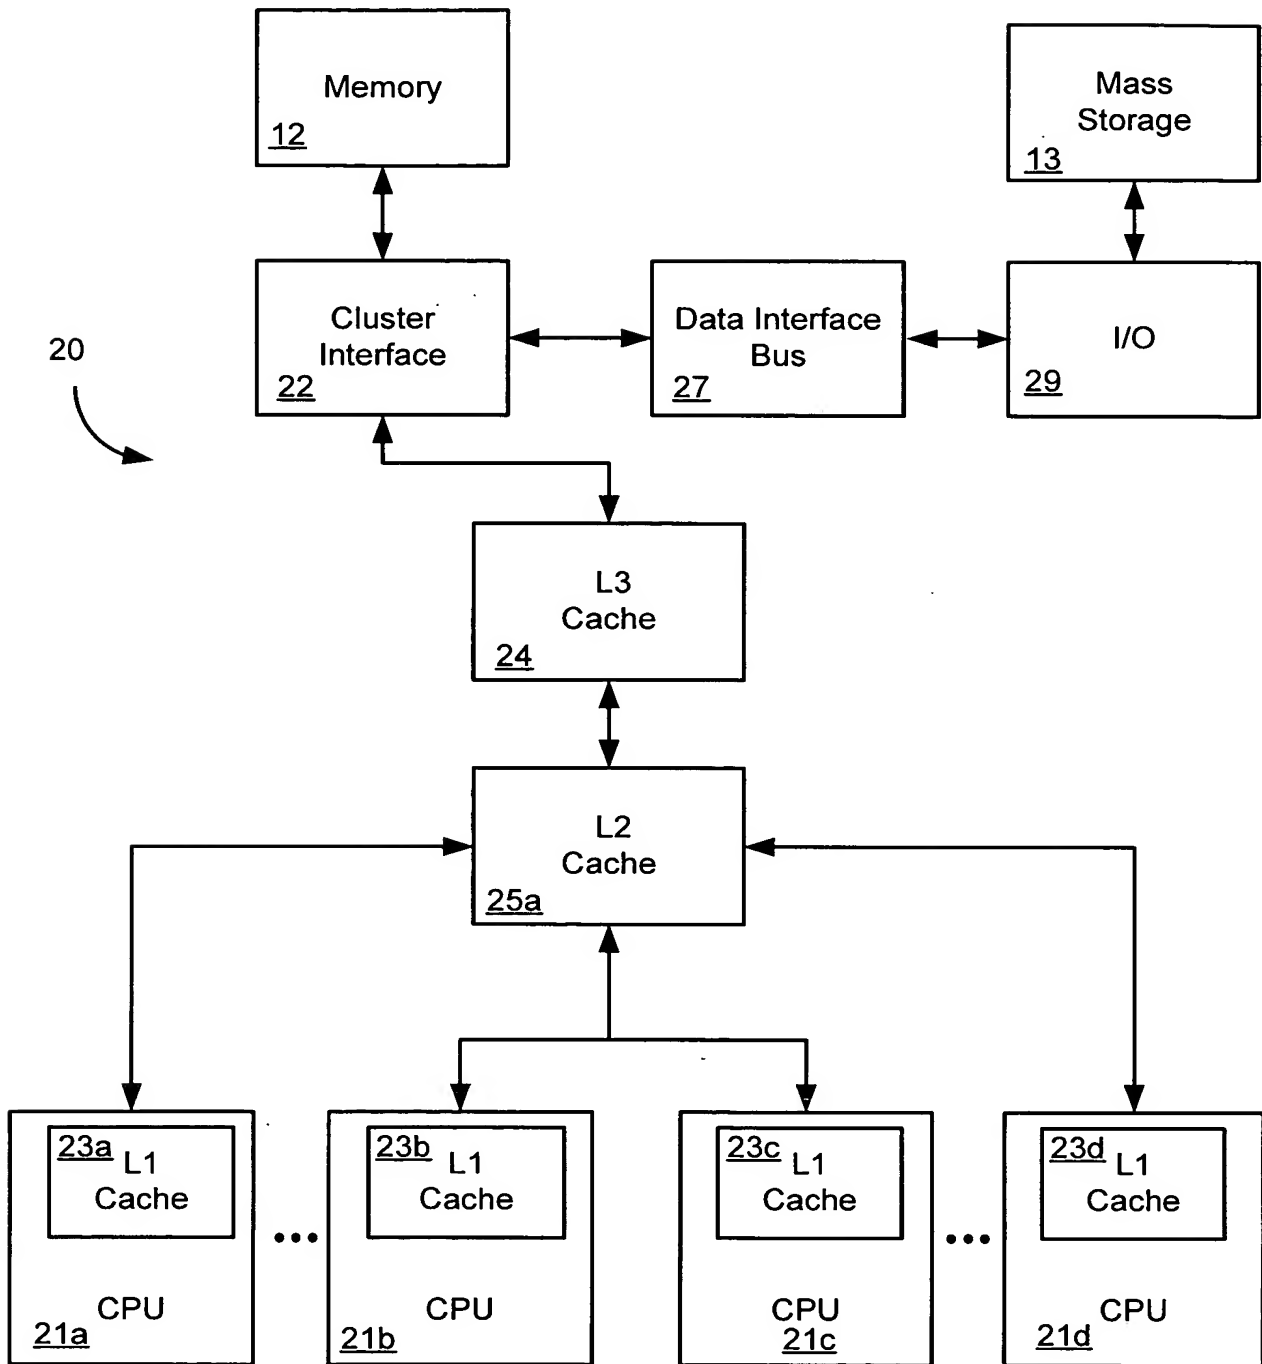 Memory
12
Mass
Storage
13
Cluster
Interface
22
Data Interface
Bus
27
I/O
29
20
L3
Cache
24
L2
Cache
25a
23a
L1
Cache
CPU
21a
23b
L1
Cache
CPU
21b
23c
L1
Cache
CPU
21c
23d
L1
Cache
CPU
21d